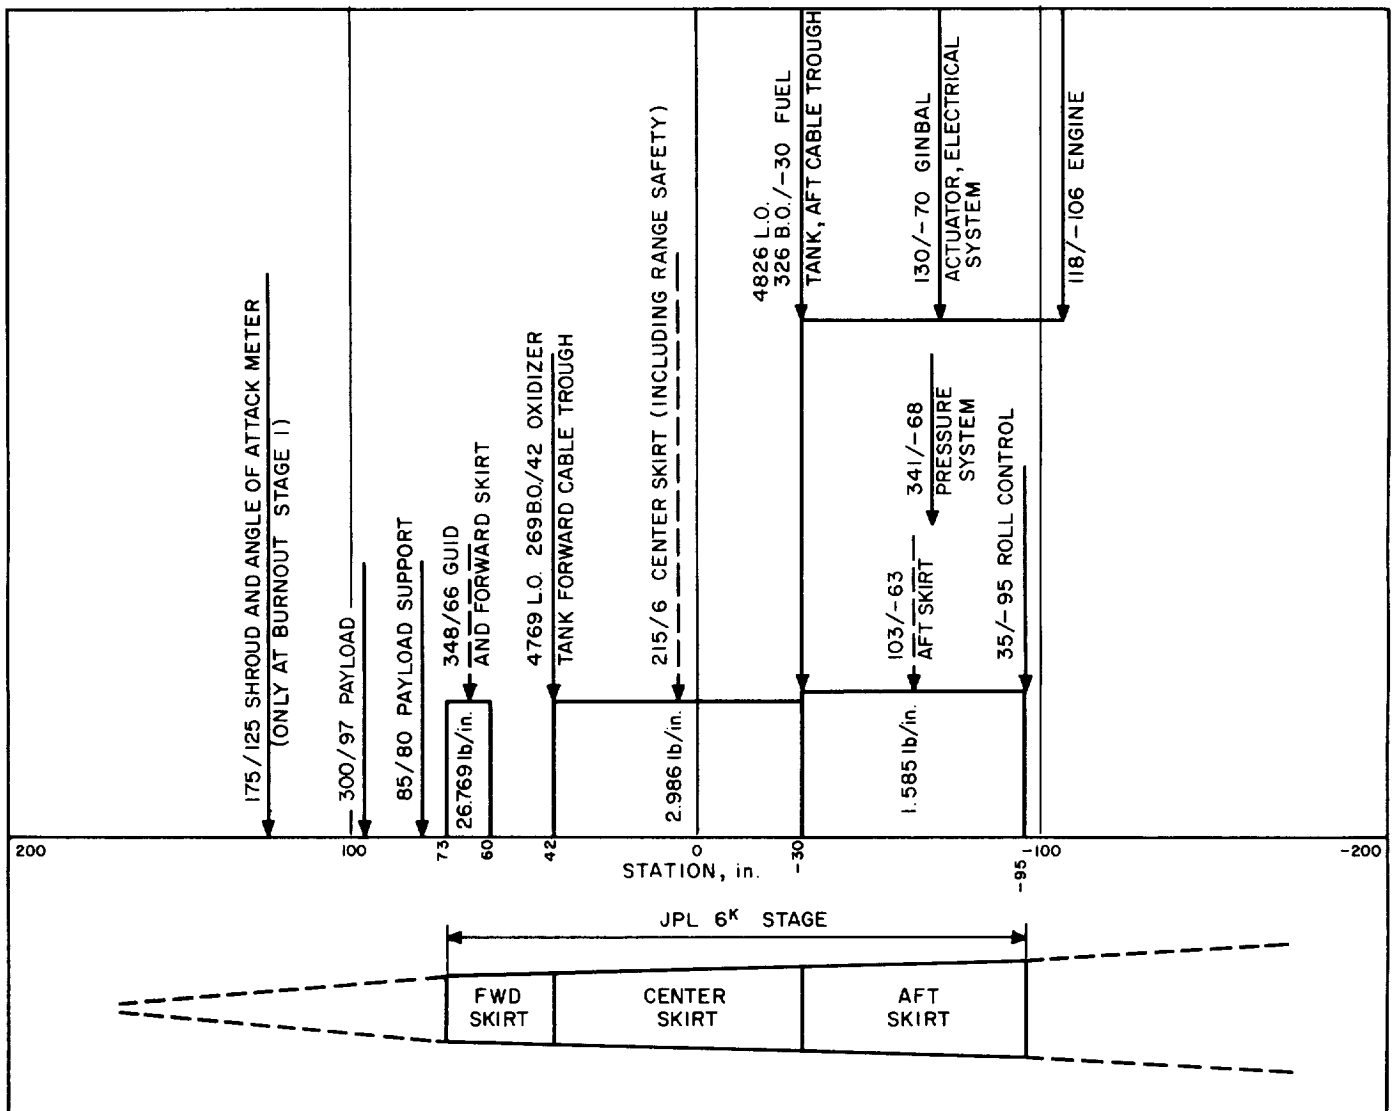 175/125 SHROUD AND ANGLE OF ATTACK METER
(ONLY AT BURNOUT STAGE 1)
300/97 PAYLOAD
85/80 PAYLOAD SUPPORT
348/66 GUID
AND FORWARD SKIRT
4769 L.O. 269 B.O./42 OXIDIZER
TANK FORWARD CABLE TROUGH
215/6 CENTER SKIRT (INCLUDING RANGE SAFETY)
4826 L.O.
326 B.O./-30 FUEL
TANK, AFT CABLE TROUGH
130/-70 GINBAL
ACTUATOR, ELECTRICAL
SYSTEM
118/-106 ENGINE
341/-68
PRESSURE
SYSTEM
103/-63
AFT SKIRT
35/-95 ROLL CONTROL
26.769 lb/in.
2.986 lb/in.
1.585 lb/in.
200 100 73 60 42 0 -30 -95 -100 -200
STATION, in.
JPL 6K STAGE
FWD
SKIRT
CENTER
SKIRT
AFT
SKIRT